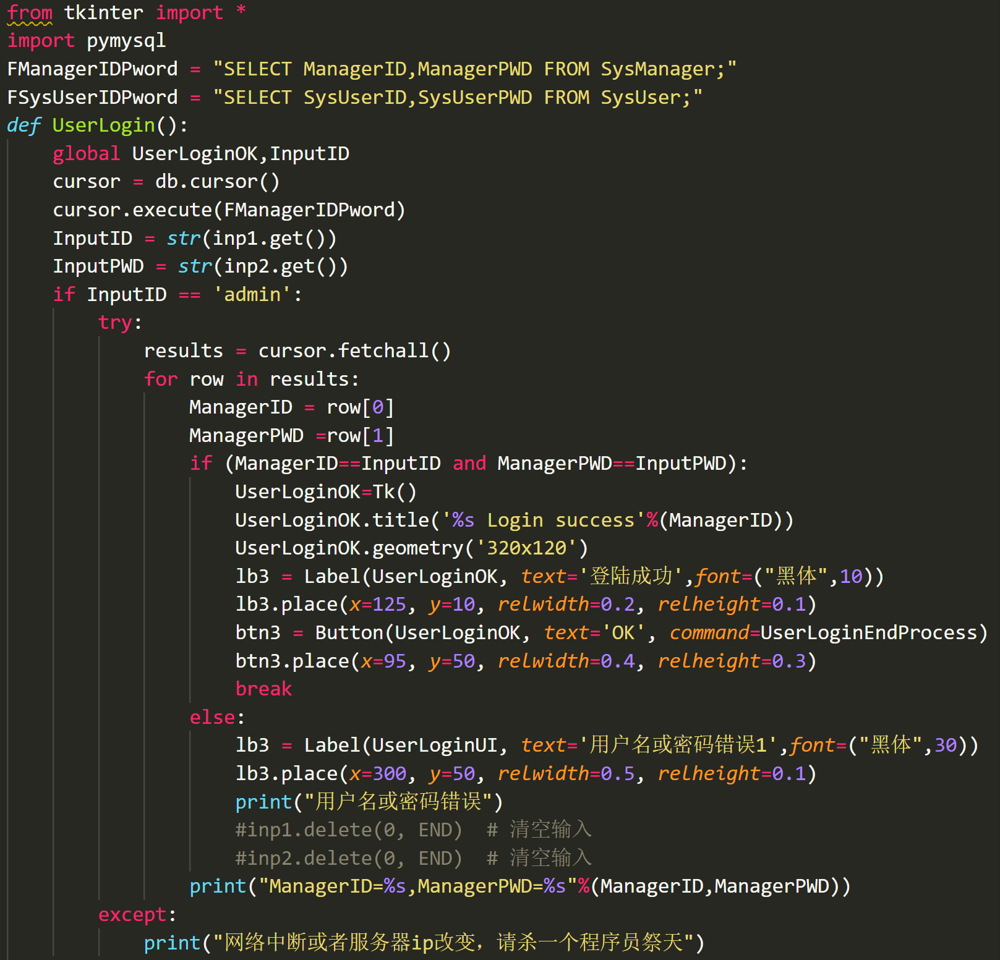 from tkinter import *
import pymysql
FManagerIDPword = "SELECT ManagerID,ManagerPWD FROM SysManager;"
FSysUserIDPword = "SELECT SysUserID,SysUserPWD FROM SysUser;"
def UserLogin():
    global UserLoginOK,InputID
    cursor = db.cursor()
    cursor.execute(FManagerIDPword)
    InputID = str(inp1.get())
    InputPWD = str(inp2.get())
    if InputID == 'admin':
        try:
            results = cursor.fetchall()
            for row in results:
                ManagerID = row[0]
                ManagerPWD =row[1]
                if (ManagerID==InputID and ManagerPWD==InputPWD):
                    UserLoginOK=Tk()
                    UserLoginOK.title('%s Login success'%(ManagerID))
                    UserLoginOK.geometry('320x120')
                    lb3 = Label(UserLoginOK, text='登陆成功',font=("黑体",10))
                    lb3.place(x=125, y=10, relwidth=0.2, relheight=0.1)
                    btn3 = Button(UserLoginOK, text='OK', command=UserLoginEndProcess)
                    btn3.place(x=95, y=50, relwidth=0.4, relheight=0.3)
                    break
                else:
                    lb3 = Label(UserLoginUI, text='用户名或密码错误1',font=("黑体",30))
                    lb3.place(x=300, y=50, relwidth=0.5, relheight=0.1)
                    print("用户名或密码错误")
                    #inp1.delete(0, END)  # 清空输入
                    #inp2.delete(0, END)  # 清空输入
                print("ManagerID=%s,ManagerPWD=%s"%(ManagerID,ManagerPWD))
        except:
            print("网络中断或者服务器ip改变，请杀一个程序员祭天")